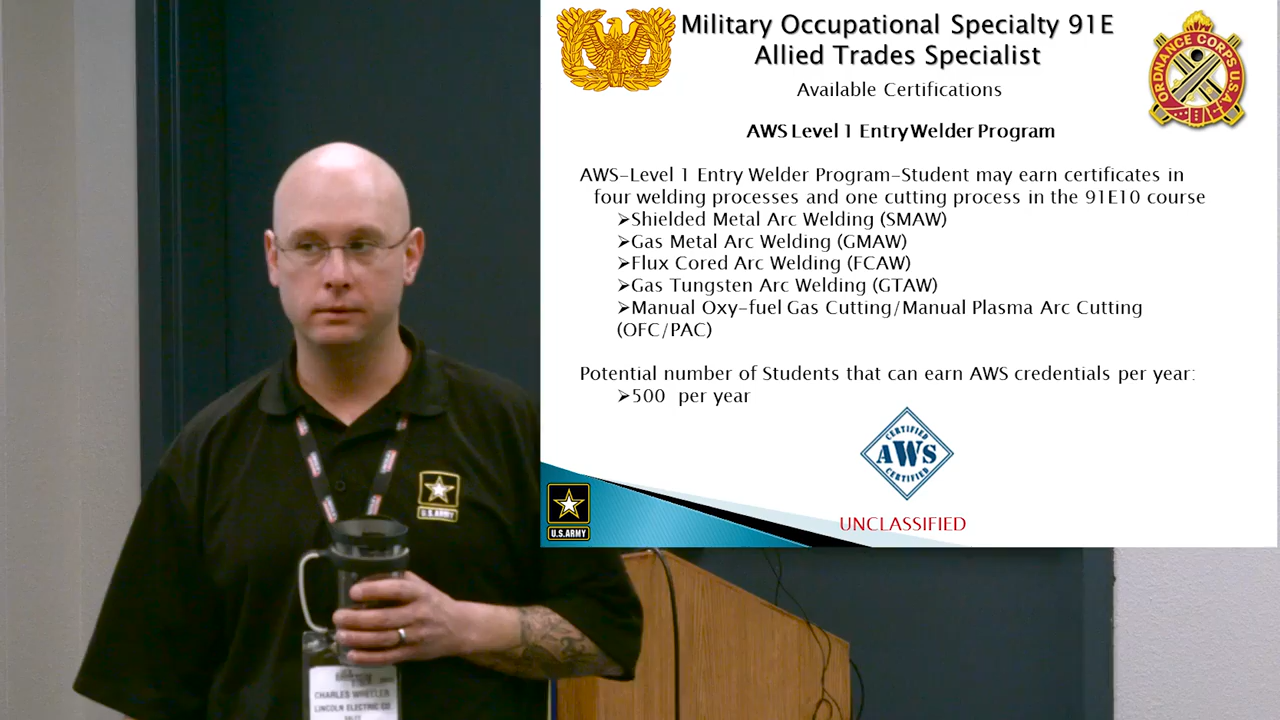 Military Occupational Specialty 91E
Allied Trades Specialist
Available Certifications
AWS Level 1 Entry Welder Program
AWS-Level 1 Entry Welder Program-Student may earn certificates in
four welding processes and one cutting process in the 91E10 course
➢Shielded Metal Arc Welding (SMAW)
➢Gas Metal Arc Welding (GMAW)
➢Flux Cored Arc Welding (FCAW)
➢Gas Tungsten Arc Welding (GTAW)
➢Manual Oxy-fuel Gas Cutting/Manual Plasma Arc Cutting
(OFC/PAC)
Potential number of Students that can earn AWS credentials per year:
➢500 per year
ORDNANCE CORPS U.S.A.
CERTIFIED
AWS
CERTIFIED
U.S.ARMY
UNCLASSIFIED
U.S.ARMY
CHARLES WHEELER
LINCOLN ELECTRIC CO